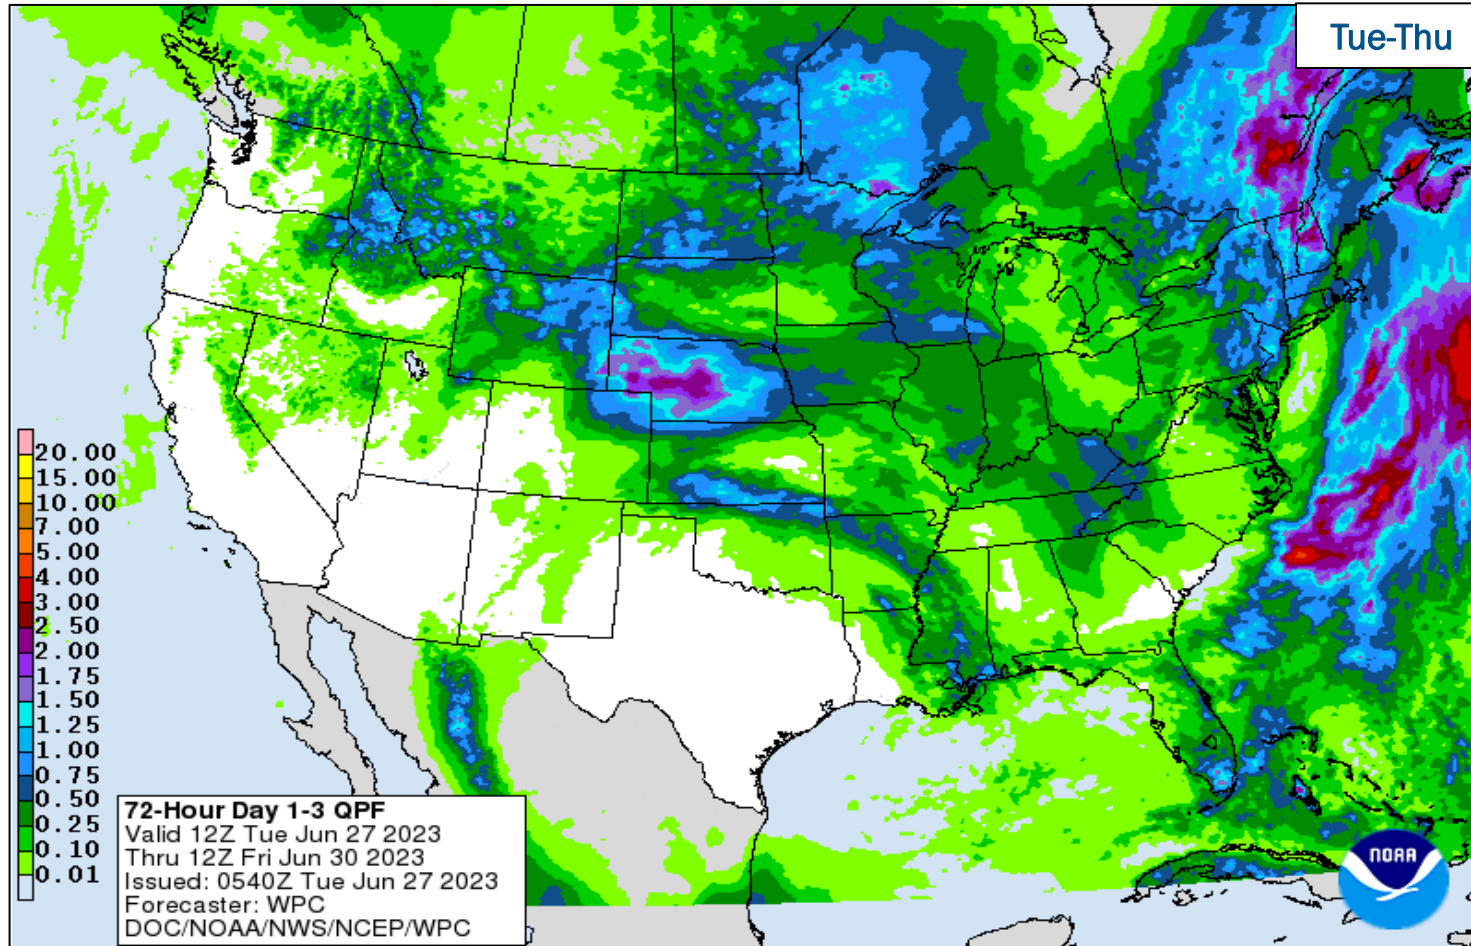 Tue-Thu
20.00
15.00
10.00
7.00
5.00
4.00
3.00
2.50
2.00
1.75
1.50
1.25
1.00
0.75
0.50
0.25
0.10
0.01
72-Hour Day 1-3 QPF
Valid 12Z Tue Jun 27 2023
Thru 12Z Fri Jun 30 2023
Issued: 0540Z Tue Jun 27 2023
Forecaster: WPC
DOC/NOAA/NWS/NCEP/WPC
NOAA